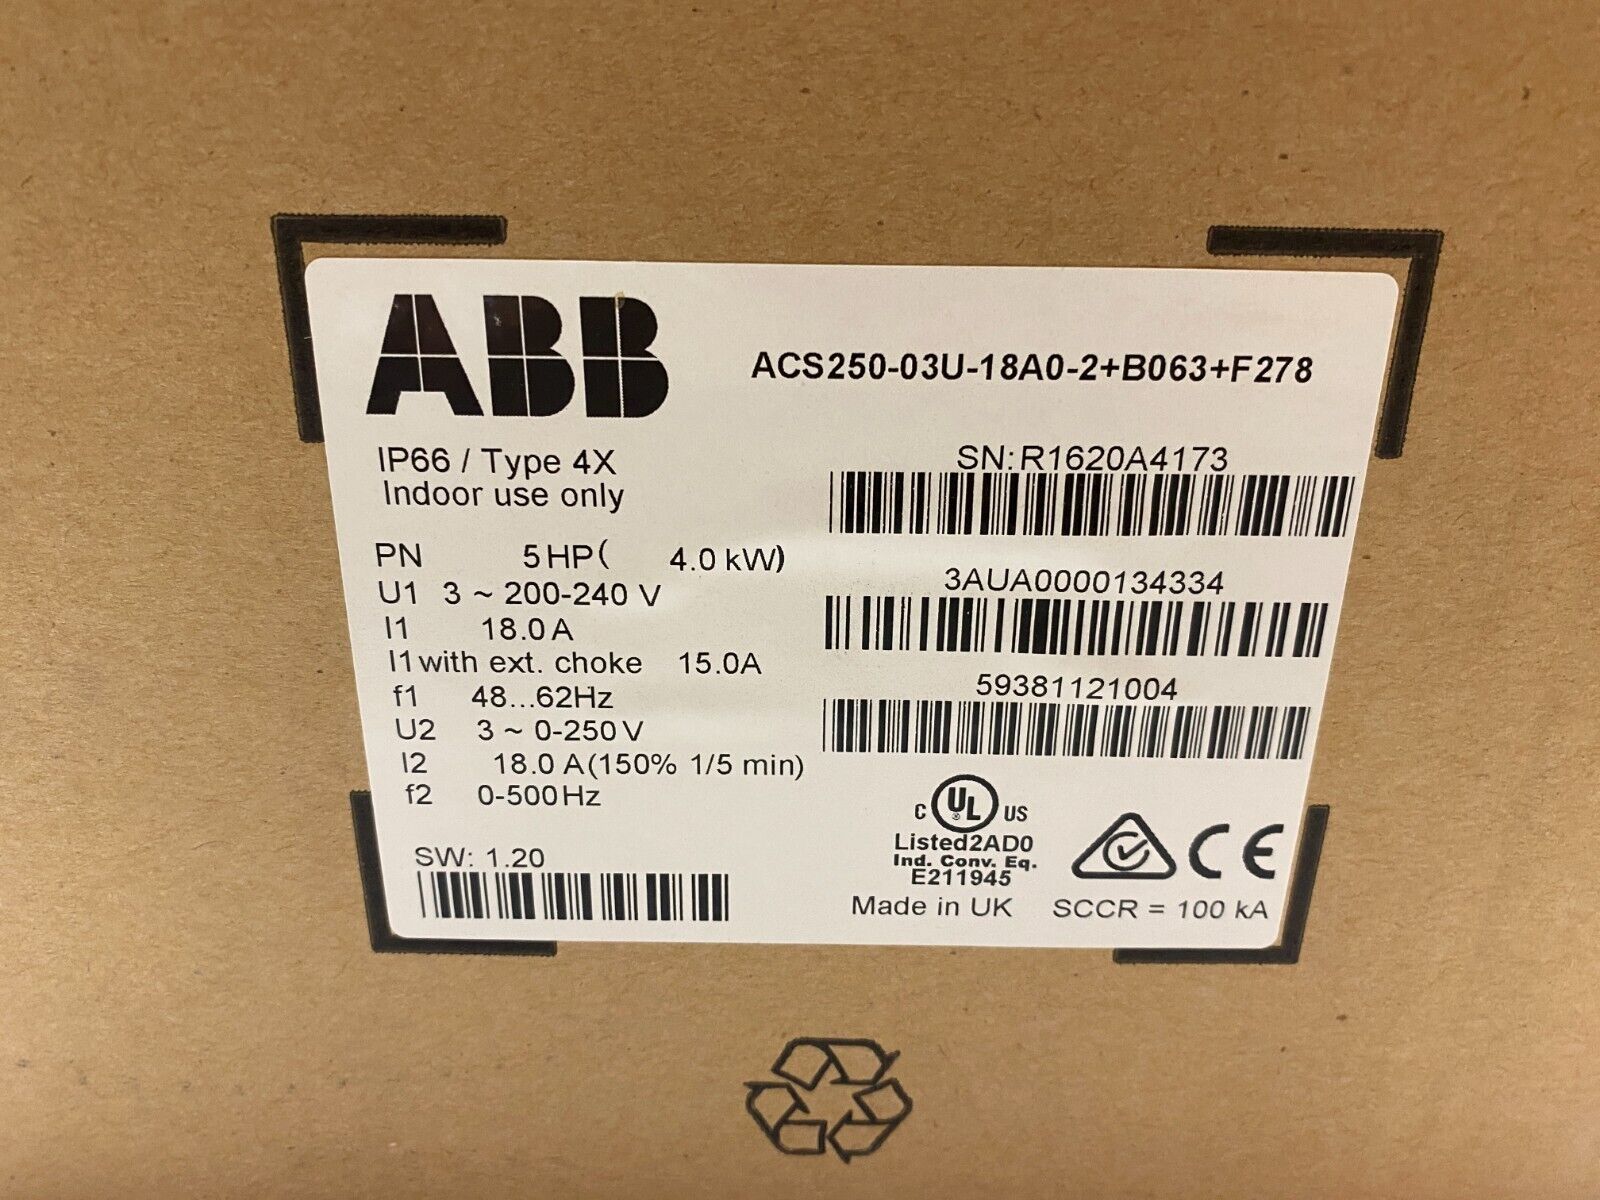 ABB
ACS250-03U-18A0-2+B063+F278
IP66 / Type 4X
Indoor use only
SN: R1620A4173
PN 5 HP ( 4.0 kW)
U1 3 ~ 200-240 V
I1 18.0 A
I1 with ext. choke 15.0A
f1 48...62Hz
U2 3 ~ 0-250 V
I2 18.0 A (150% 1/5 min)
f2 0-500 Hz
3AUA0000134334
59381121004
SW: 1.20
C UL ® US
Listed2AD0
Ind. Conv. Eq.
E211945
CE
Made in UK
SCCR = 100 kA